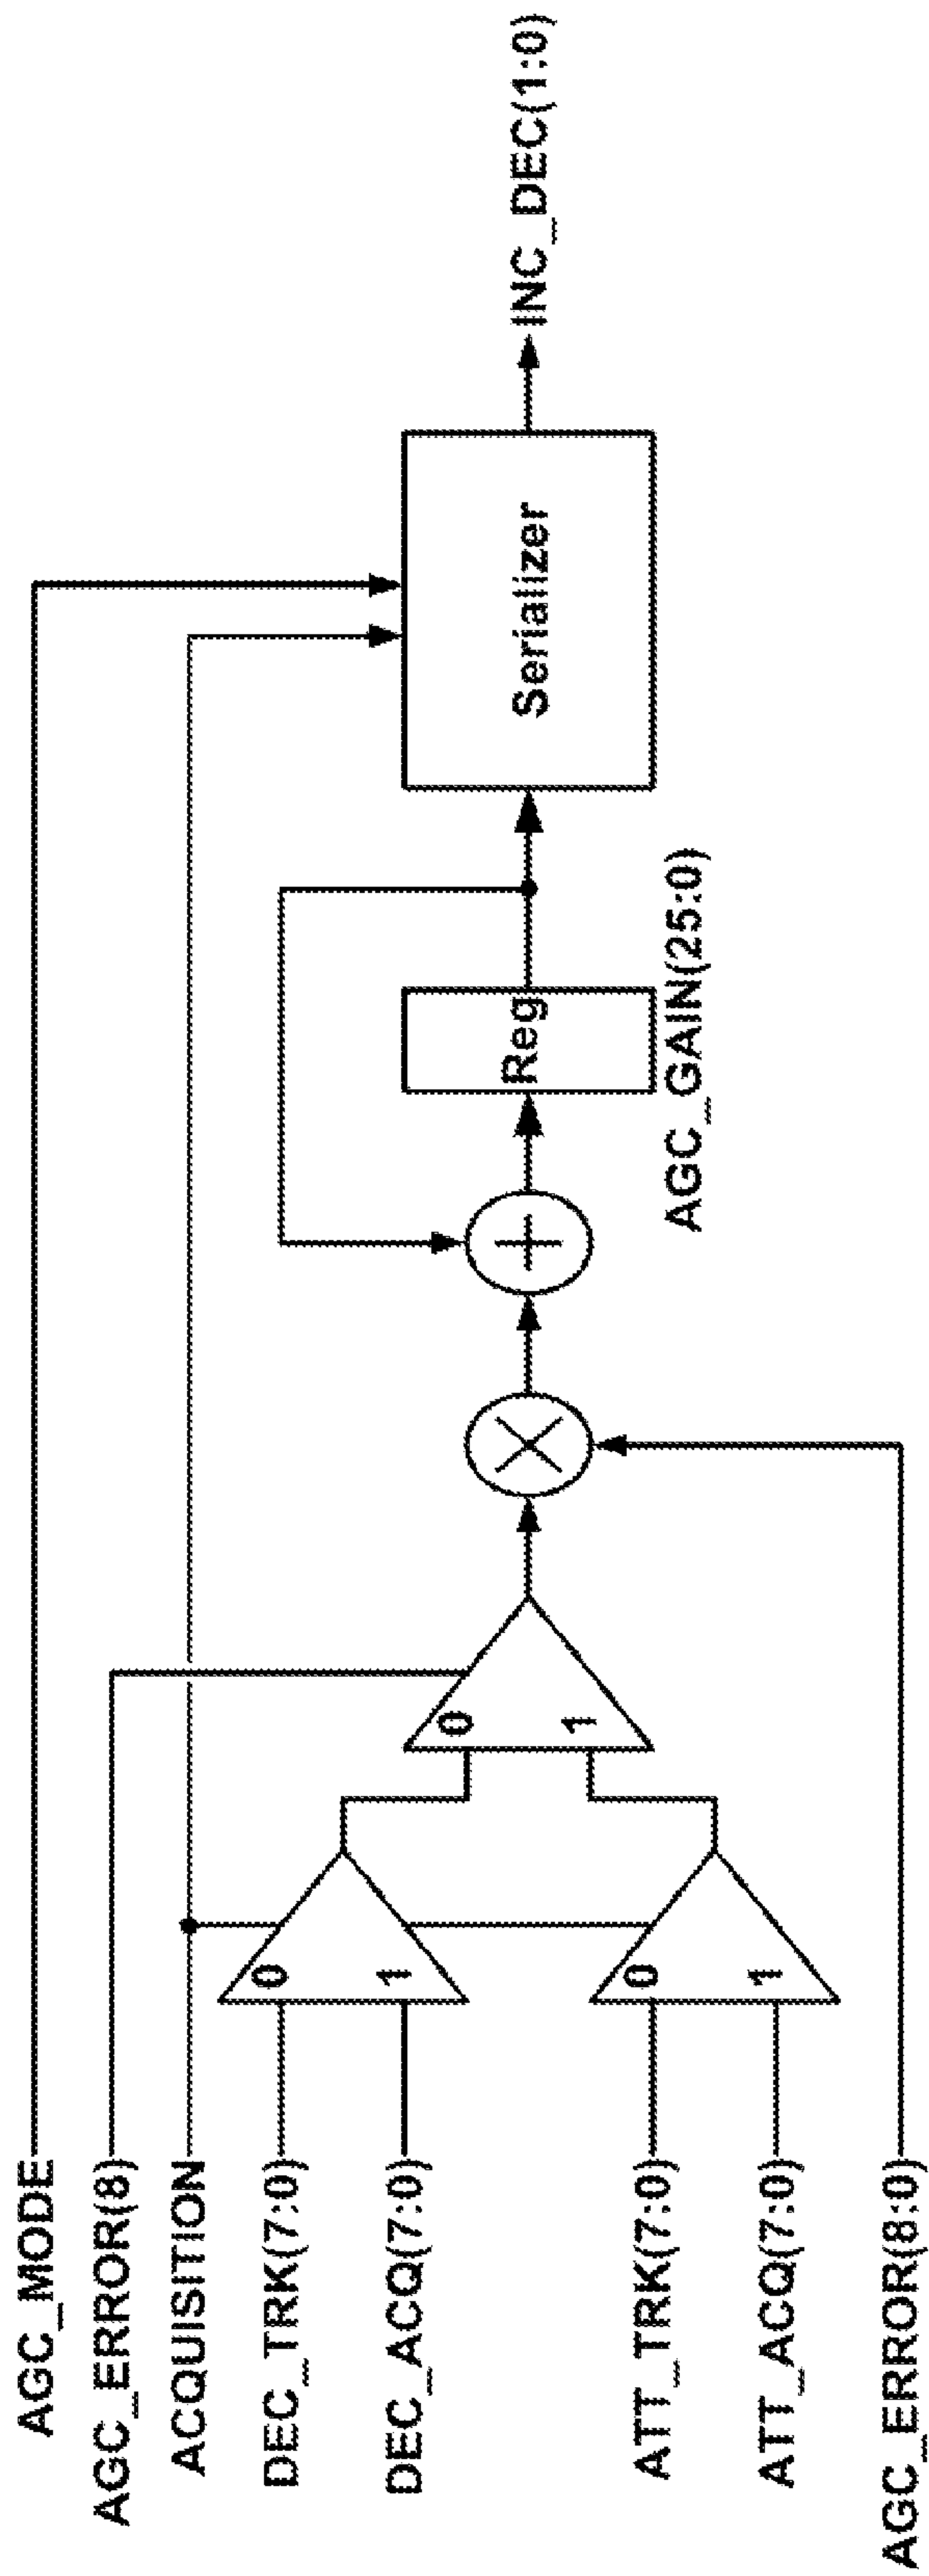 AGC_MODE
AGC_ERROR(8)
ACQUISITION
DEC_TRK(7:0)
DEC_ACQ(7:0)
ATT_TRK(7:0)
ATT_ACQ(7:0)
AGC_ERROR(8:0)
0
1
0
1
0
1
Reg
AGC_GAIN(25:0)
Serializer
INC_DEC(1:0)